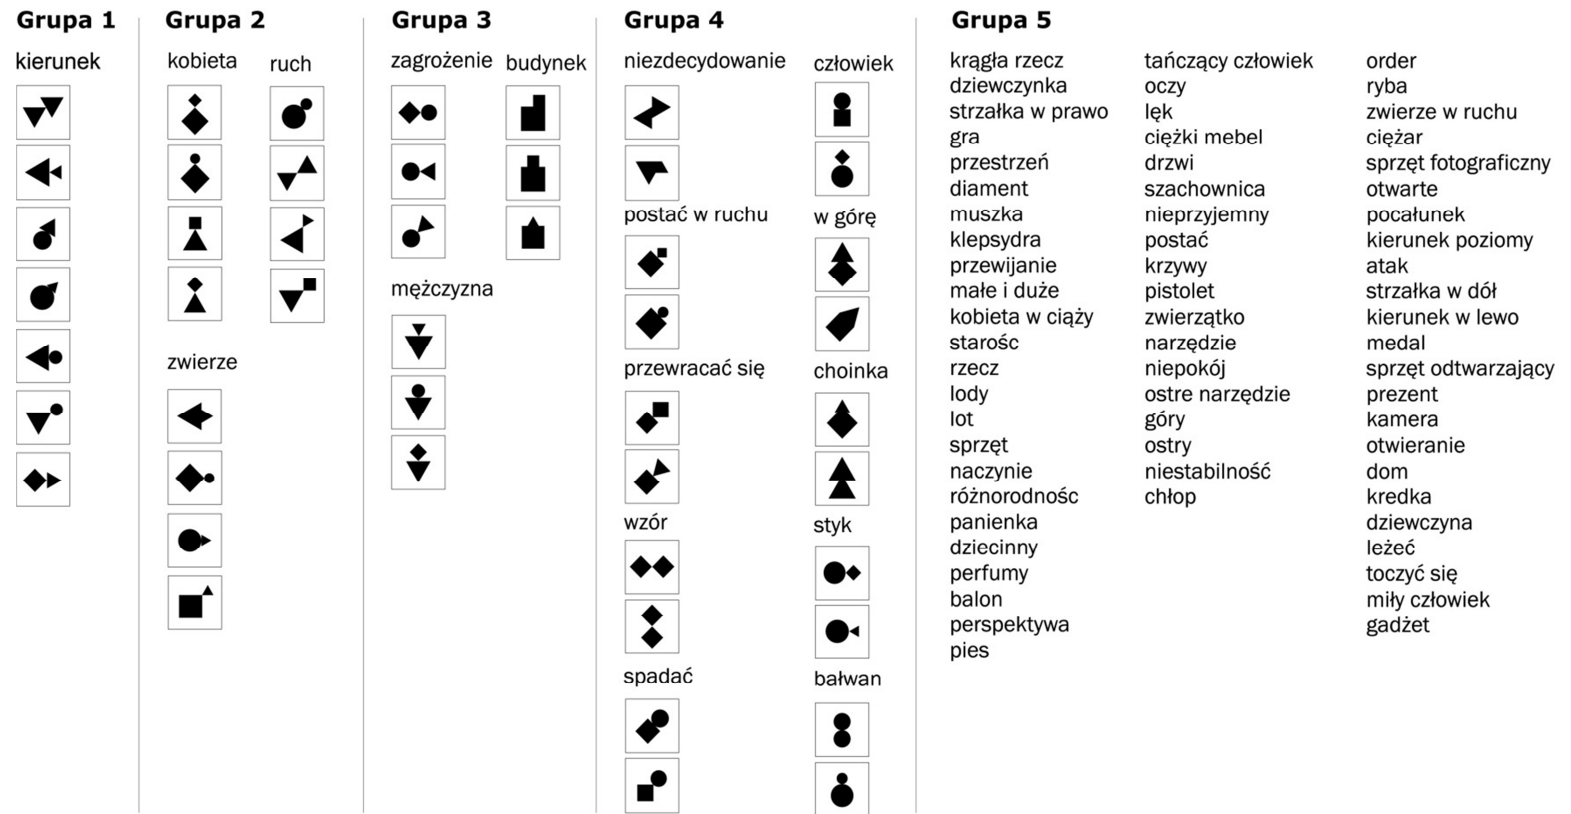 Grupa 1
kierunek
Grupa 2
kobieta
ruch
zwierze
Grupa 3
zagrożenie
budynek
mężczyzna
Grupa 4
niezdecydowanie
człowiek
postać w ruchu
w górę
przewracać się
choinka
wzór
styk
spadać
bałwan
Grupa 5
krągła rzecz
dziewczynka
strzałka w prawo
gra
przestrzeń
diament
muszka
klepsydra
przewijanie
małe i duże
kobieta w ciąży
starośc
rzecz
lody
lot
sprzęt
naczynie
różnorodnośc
panienka
dziecinny
perfumy
balon
perspektywa
pies
tańczący człowiek
oczy
lęk
ciężki mebel
drzwi
szachownica
nieprzyjemny
postać
krzywy
pistolet
zwierzątko
narzędzie
niepokój
ostre narzędzie
góry
ostry
niestabilność
chłop
order
ryba
zwierze w ruchu
ciężar
sprzęt fotograficzny
otwarte
pocałunek
kierunek poziomy
atak
strzałka w dół
kierunek w lewo
medal
sprzęt odtwarzający
prezent
kamera
otwieranie
dom
kredka
dziewczyna
leżeć
toczyć się
miły człowiek
gadżet